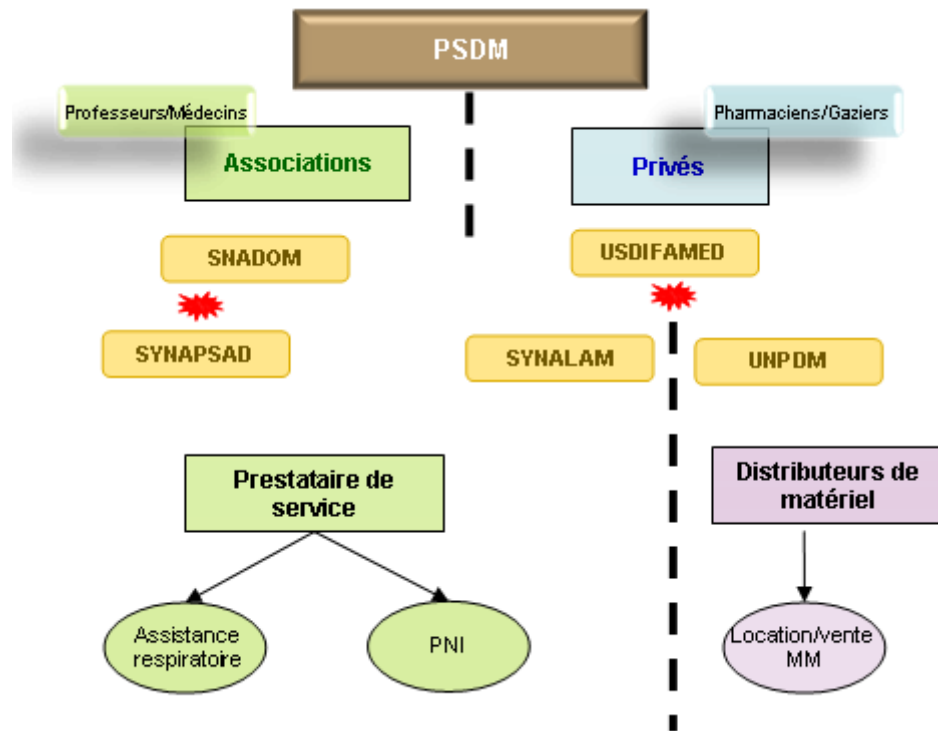 PSDM
Professeurs/Médecins
Pharmaciens/Gaziers
Associations
Privés
SNADOM
USDIFAMED
SYNAPSAD
SYNALAM
UNPDM
Prestataire de
service
Distributeurs de
matériel
Assistance
respiratoire
PNI
Location/vente
MM